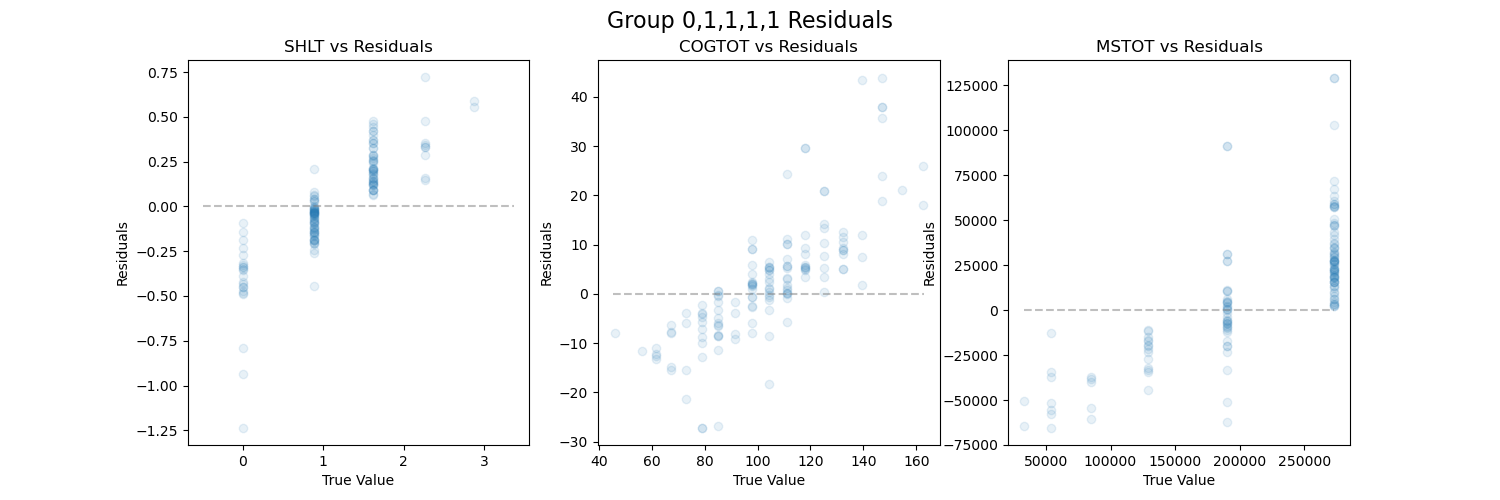 Group 0,1,1,1,1 Residuals
SHLT vs Residuals
0.75
0.50
0.25
0.00
−0.25
−0.50
−0.75
−1.00
−1.25
Residuals
0 1 2 3
True Value
COGTOT vs Residuals
40
30
20
10
0
−10
−20
−30
Residuals
40 60 80 100 120 140 160
True Value
MSTOT vs Residuals
125000
100000
75000
50000
25000
0
−25000
−50000
−75000
Residuals
50000 100000 150000 200000 250000
True Value